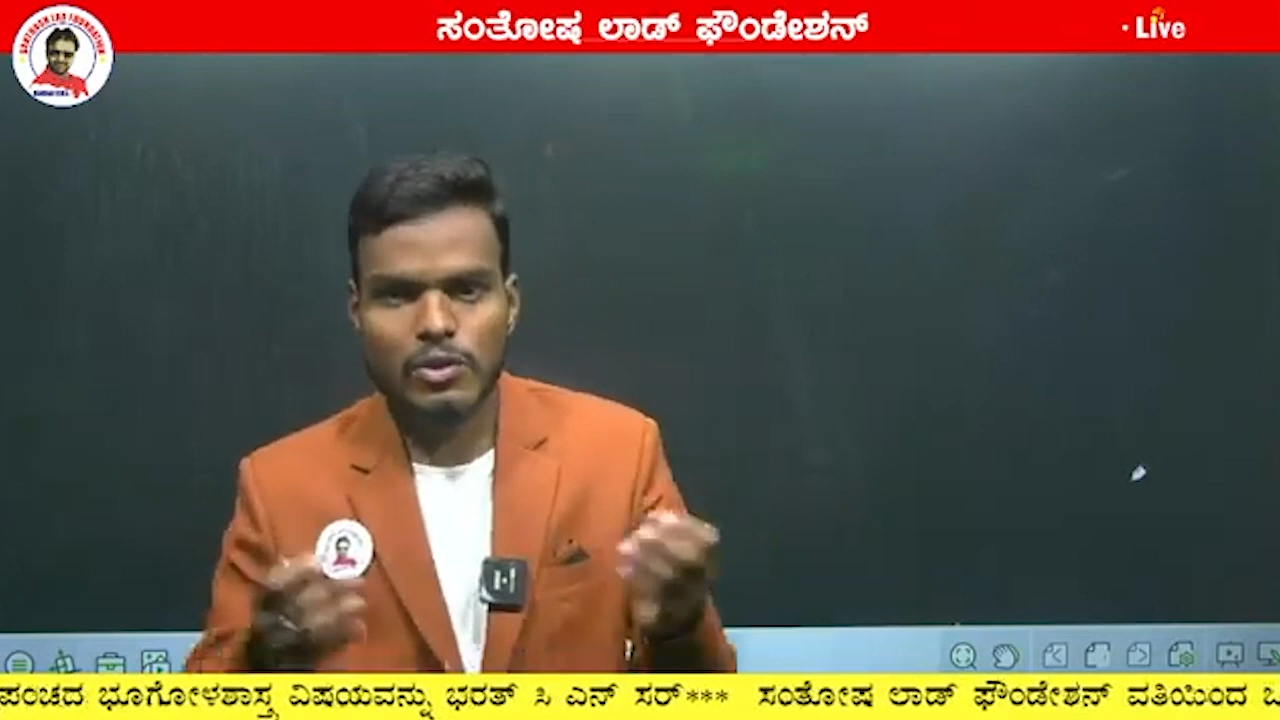 ಸಂತೋಷ ಲಾಡ್ ಫೌಂಡೇಶನ್
Live
ಪಂಚದ ಭೂಗೋಳಶಾಸ್ತ್ರ ವಿಷಯವನ್ನು ಭರತ್ ಸಿ ಎನ್ ಸರ್*** ಸಂತೋಷ ಲಾಡ್ ಫೌಂಡೇಶನ್ ವತಿಯಿಂದ